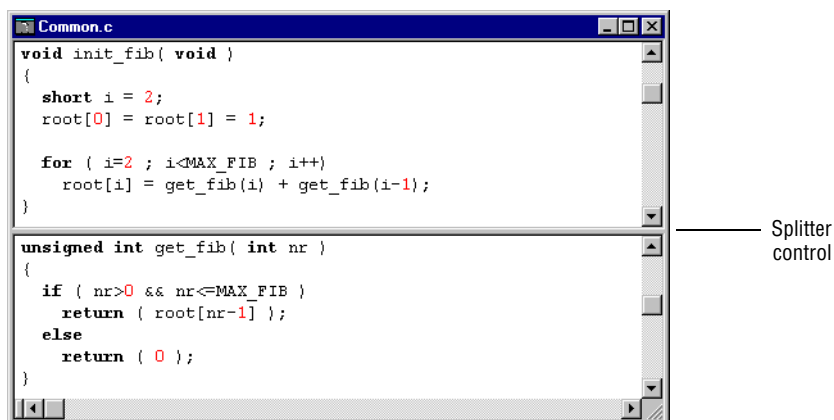 Common.c
void init_fib( void )
{
  short i = 2;
  root[0] = root[1] = 1;
  for ( i=2 ; i<MAX_FIB ; i++)
    root[i] = get_fib(i) + get_fib(i-1);
}
unsigned int get_fib( int nr )
{
  if ( nr>0 && nr<=MAX_FIB )
    return ( root[nr-1] );
  else
    return ( 0 );
}
Splitter
control